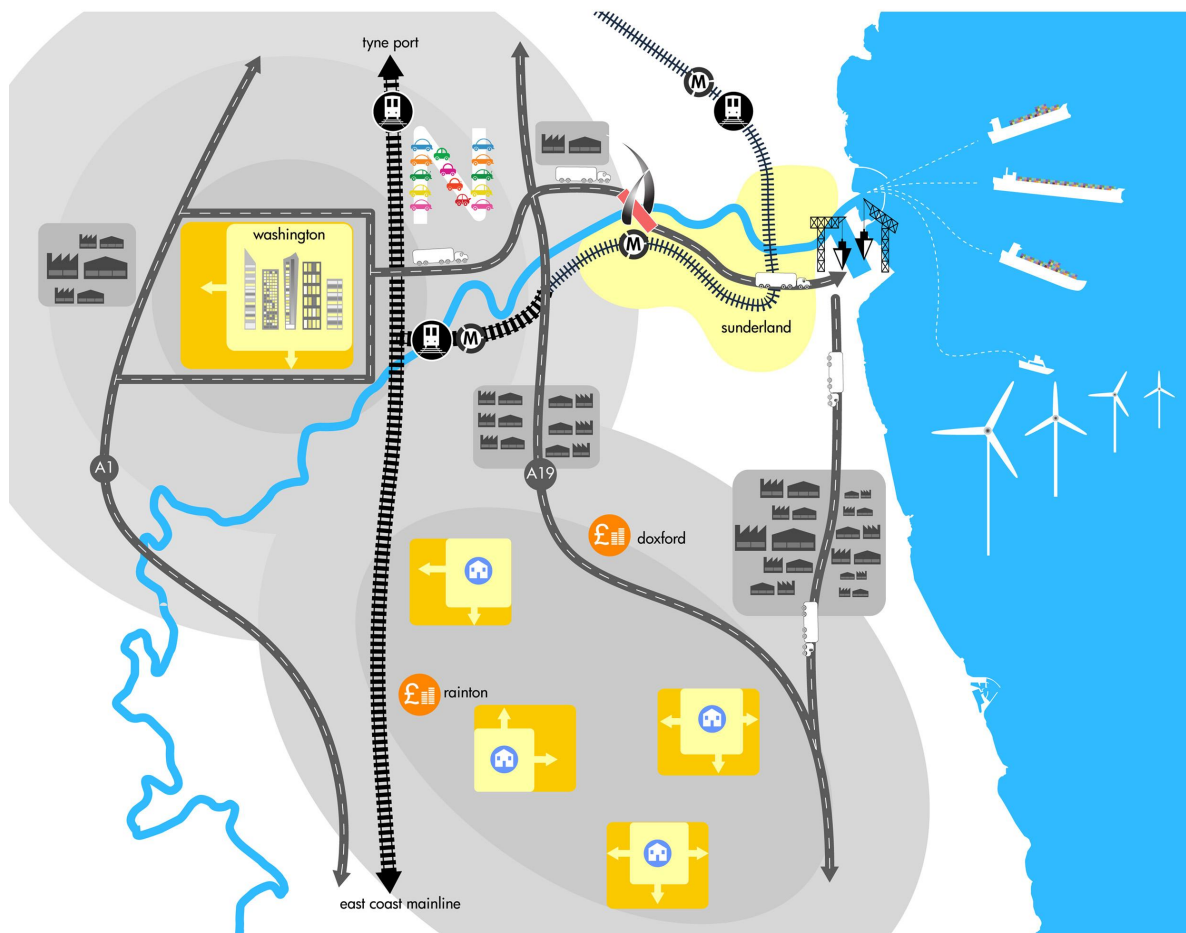 tyne port
M
washington
M
sunderland
M
A1
A19
£
doxford
£
rainton
east coast mainline